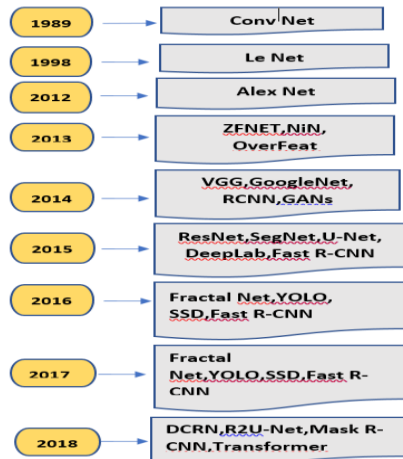 1989
Conv Net
1998
Le Net
2012
Alex Net
2013
ZFNET,NiN,
OverFeat
2014
VGG,GoogleNet,
RCNN,GANs
2015
ResNet,SegNet,U-Net,
DeepLab,Fast R-CNN
2016
Fractal Net,YOLO,
SSD,Fast R-CNN
2017
Fractal
Net,YOLO,SSD,Fast R-
CNN
2018
DCRN,R2U-Net,Mask R-
CNN,Transformer